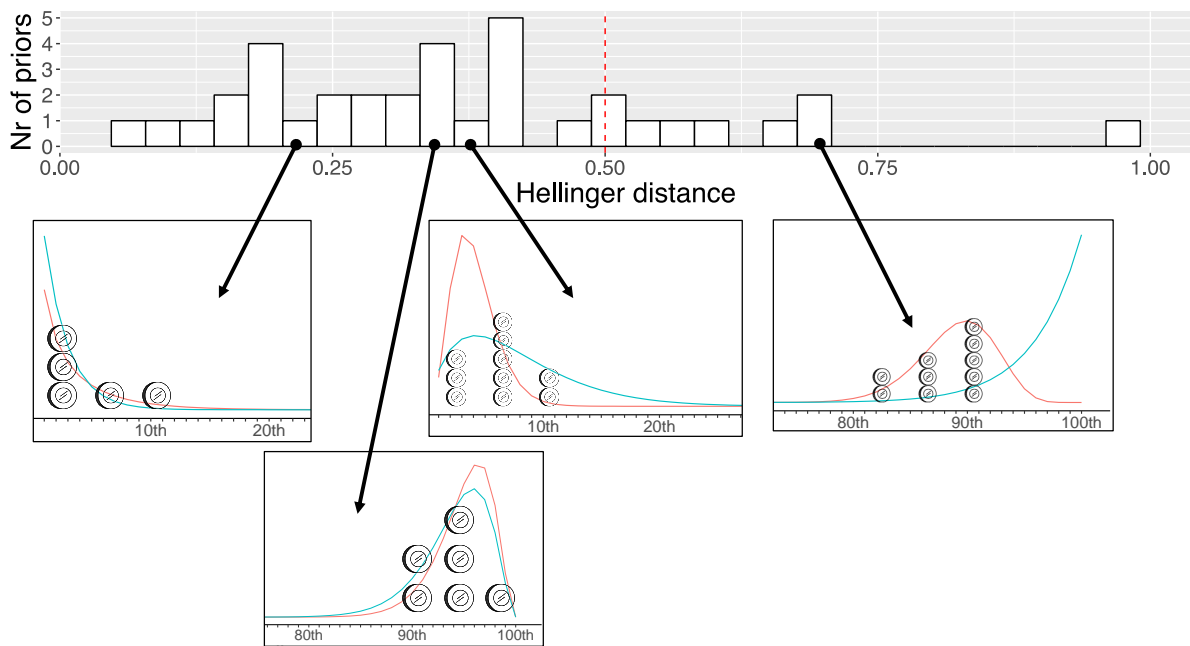 Nr of priors
5
4
3
2
1
0
0.00 0.25 0.50 0.75 1.00
Hellinger distance
10th 20th
10th 20th
80th 90th 100th
80th 90th 100th